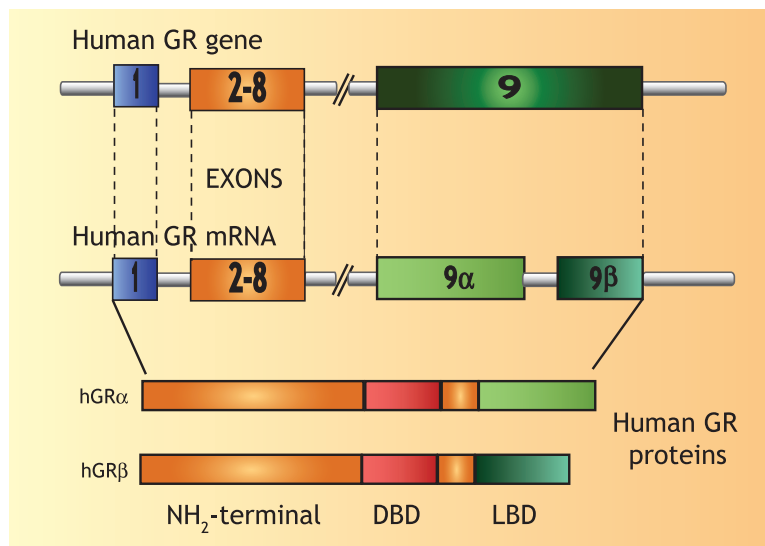 Human GR gene
1 2-8 9
EXONS
Human GR mRNA
1 2-8 9α 9β
hGRα
Human GR
proteins
hGRβ
NH₂-terminal DBD LBD